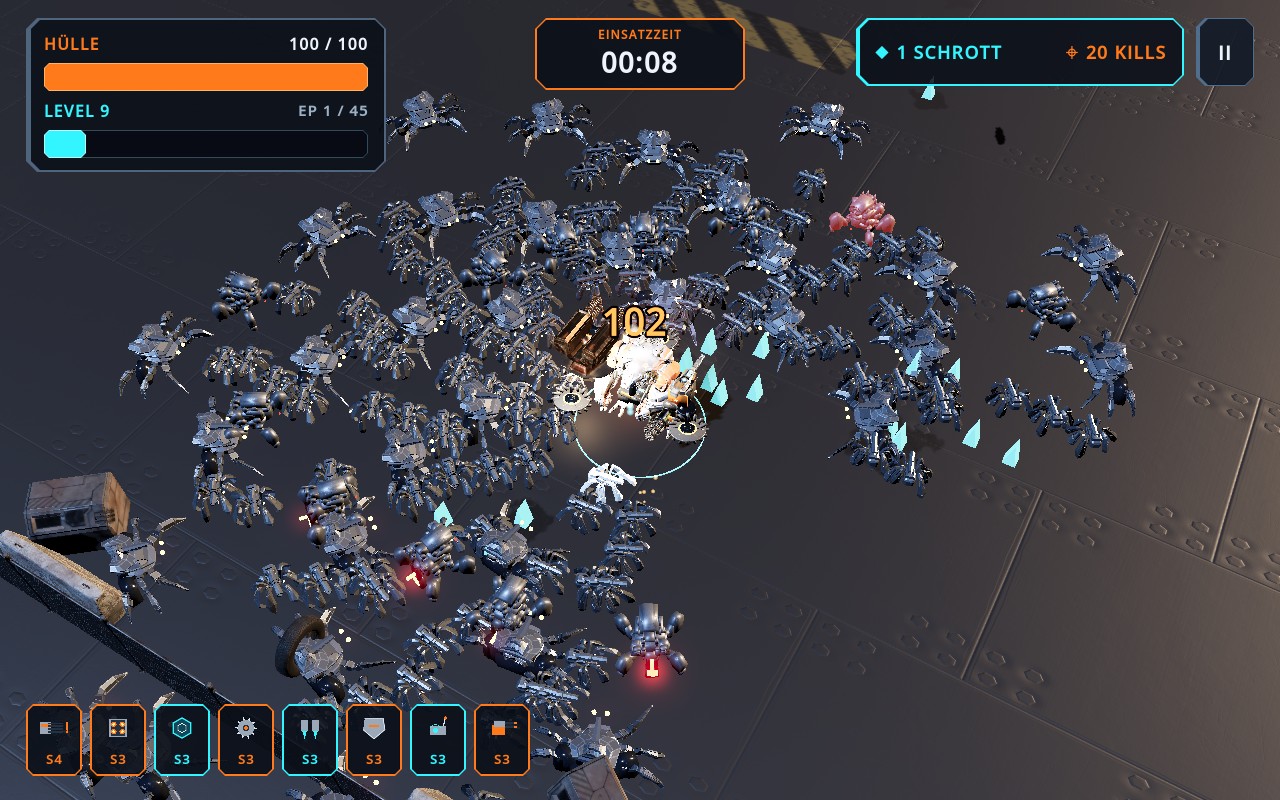 HÜLLE 100 / 100
LEVEL 9 EP 1 / 45
EINSATZZEIT
00:08
1 SCHROTT 20 KILLS
102
S4 S3 S3 S3 S3 S3 S3 S3